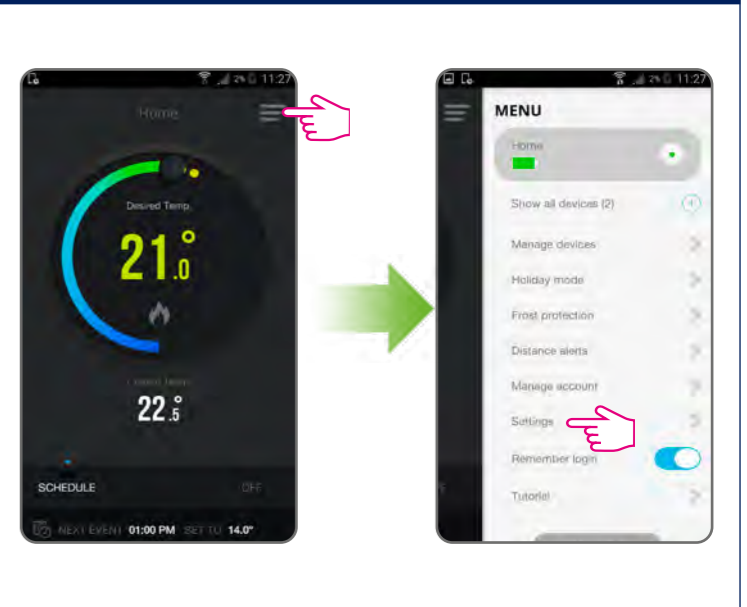 2% 11:27
Home
Desired Temp.
21.0°
22.5°
SCHEDULE OFF
NEXT EVENT 01:00 PM SET TO 14.0°
2% 11:27
MENU
Home
Show all devices (2)
Manage devices
Holiday mode
Frost protection
Distance alerts
Manage account
Settings
Remember login
Tutorial